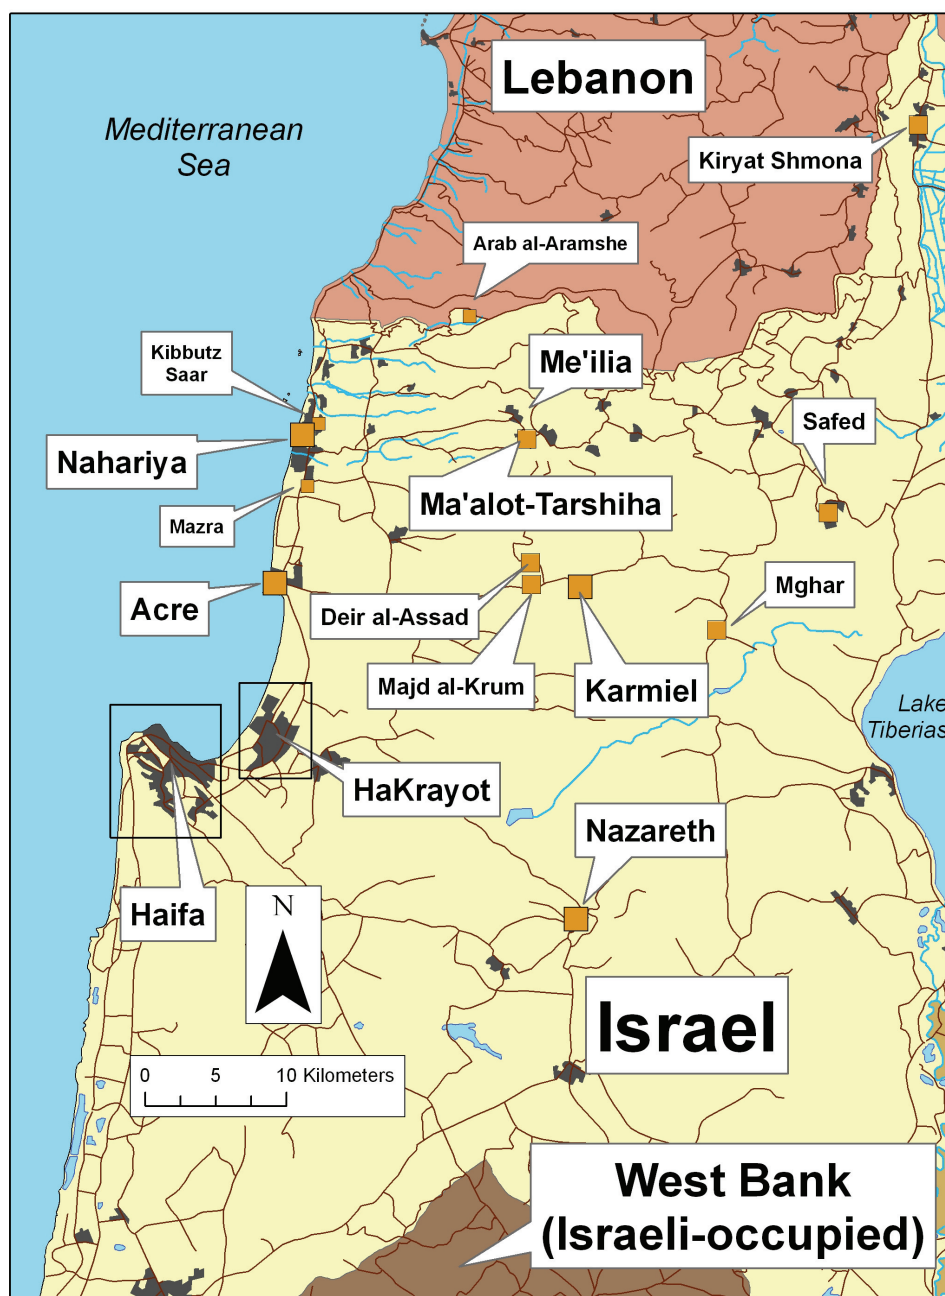 Lebanon
Mediterranean
Sea
Kiryat Shmona
Arab al-Aramshe
Kibbutz
Saar
Me'ilia
Safed
Nahariya
Ma'alot-Tarshiha
Mazra
Acre
Deir al-Assad
Mghar
Majd al-Krum
Karmiel
Lake
Tiberias
HaKrayot
Nazareth
Haifa
N
Israel
0 5 10 Kilometers
West Bank
(Israeli-occupied)